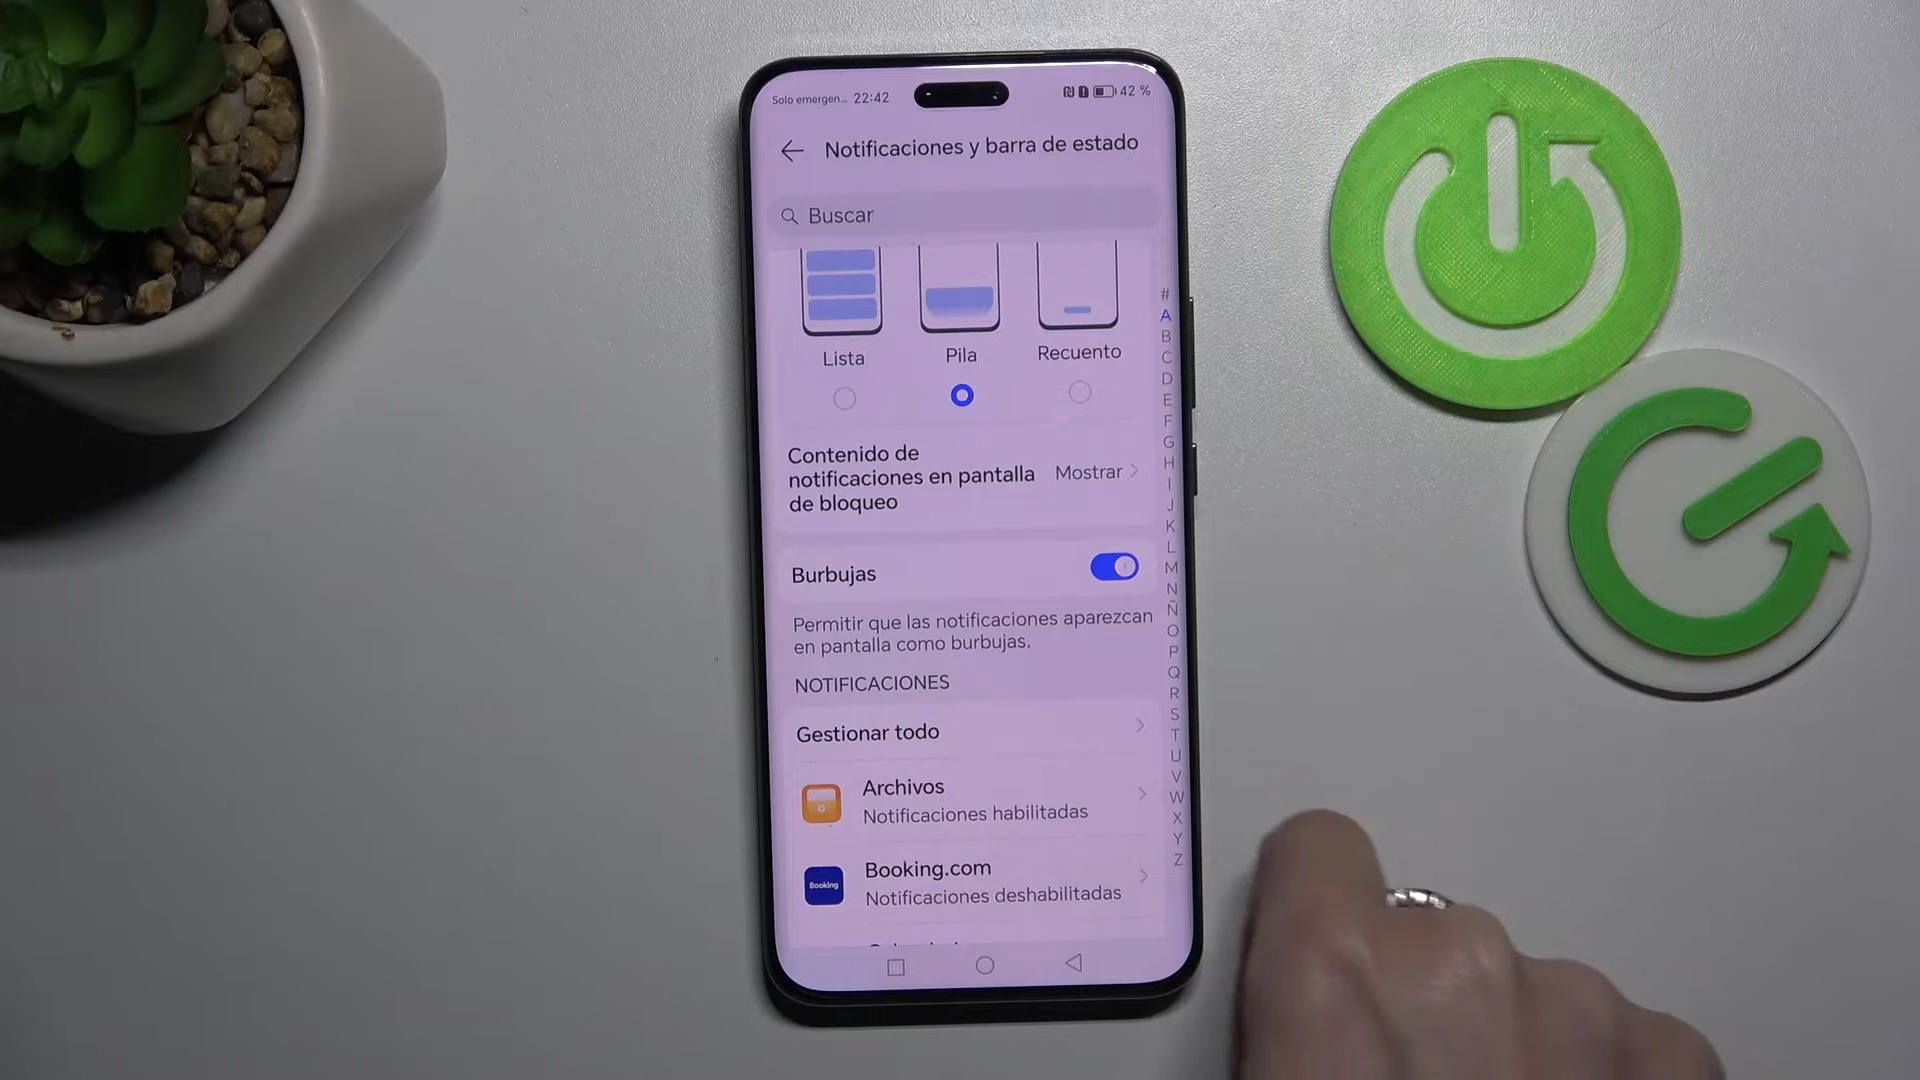 Solo emergen... 22:42 42 %
Notificaciones y barra de estado
Buscar
Lista Pila Recuento
Contenido de
notificaciones en pantalla
de bloqueo
Mostrar
Burbujas
Permitir que las notificaciones aparezcan
en pantalla como burbujas.
NOTIFICACIONES
Gestionar todo
Archivos
Notificaciones habilitadas
Booking
Booking.com
Notificaciones deshabilitadas
#
A
B
C
D
E
F
G
H
I
J
K
L
M
N
Ñ
O
P
Q
R
S
T
U
V
W
X
Y
Z